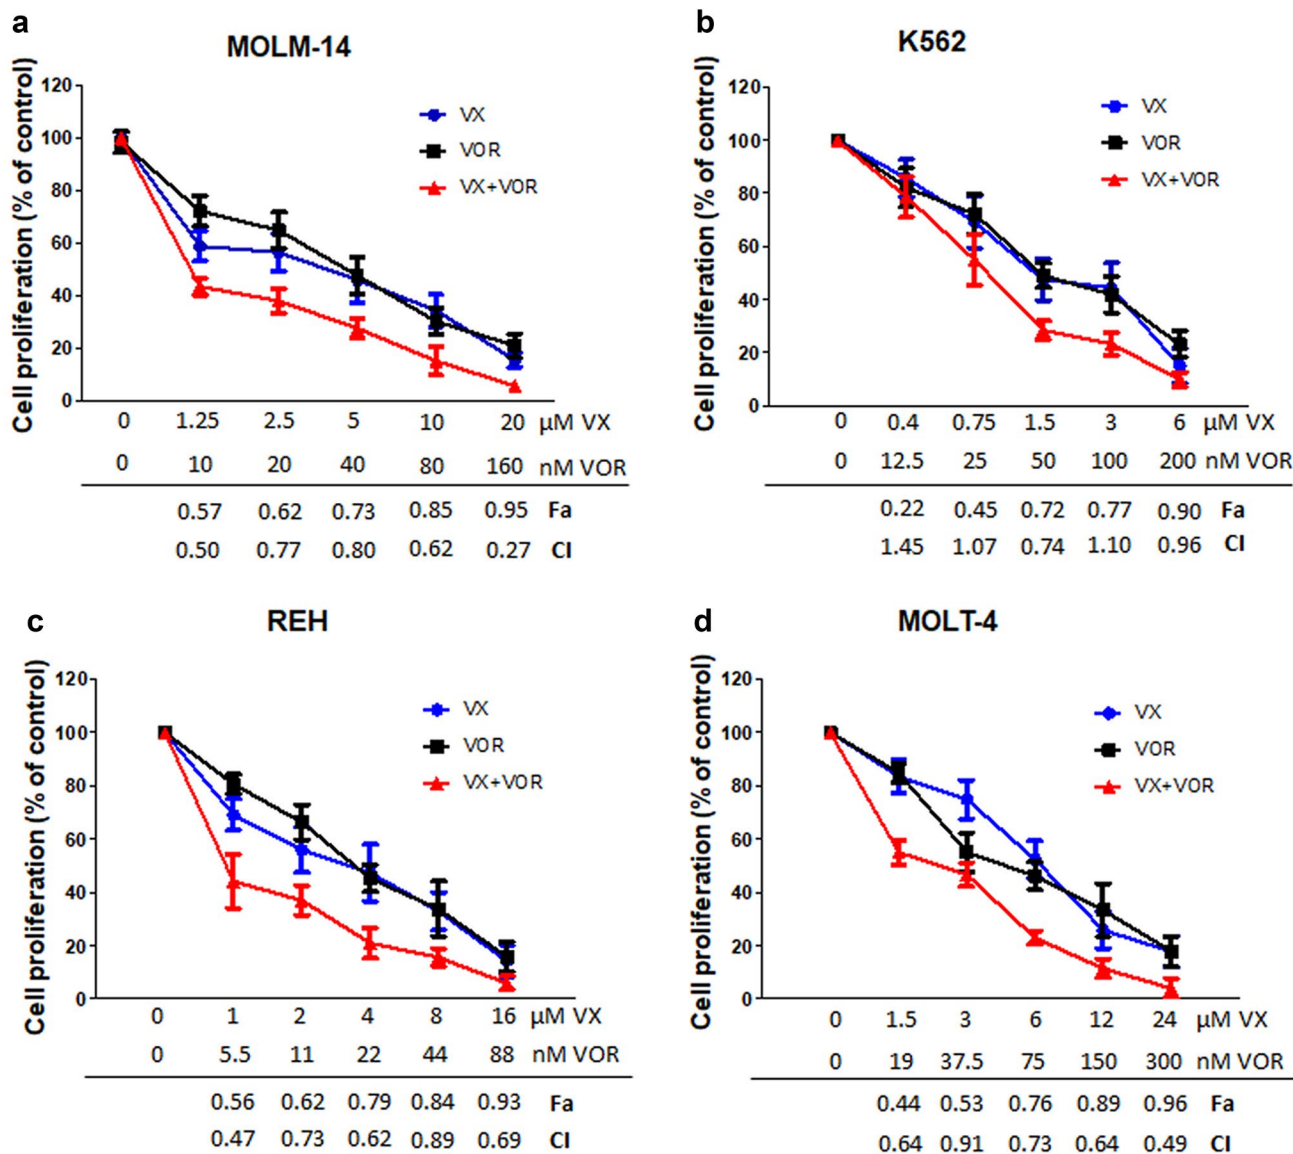 a
MOLM-14
Cell proliferation (% of control)
120
100
80
60
40
20
0
VX
VOR
VX+VOR
0 1.25 2.5 5 10 20 μM VX
0 10 20 40 80 160 nM VOR
0.57 0.62 0.73 0.85 0.95 Fa
0.50 0.77 0.80 0.62 0.27 CI
b
K562
Cell proliferation (% of control)
120
100
80
60
40
20
0
VX
VOR
VX+VOR
0 0.4 0.75 1.5 3 6 μM VX
0 12.5 25 50 100 200 nM VOR
0.22 0.45 0.72 0.77 0.90 Fa
1.45 1.07 0.74 1.10 0.96 CI
c
REH
Cell proliferation (% of control)
120
100
80
60
40
20
0
VX
VOR
VX+VOR
0 1 2 4 8 16 μM VX
0 5.5 11 22 44 88 nM VOR
0.56 0.62 0.79 0.84 0.93 Fa
0.47 0.73 0.62 0.89 0.69 CI
d
MOLT-4
Cell proliferation (% of control)
120
100
80
60
40
20
0
VX
VOR
VX+VOR
0 1.5 3 6 12 24 μM VX
0 19 37.5 75 150 300 nM VOR
0.44 0.53 0.76 0.89 0.96 Fa
0.64 0.91 0.73 0.64 0.49 CI